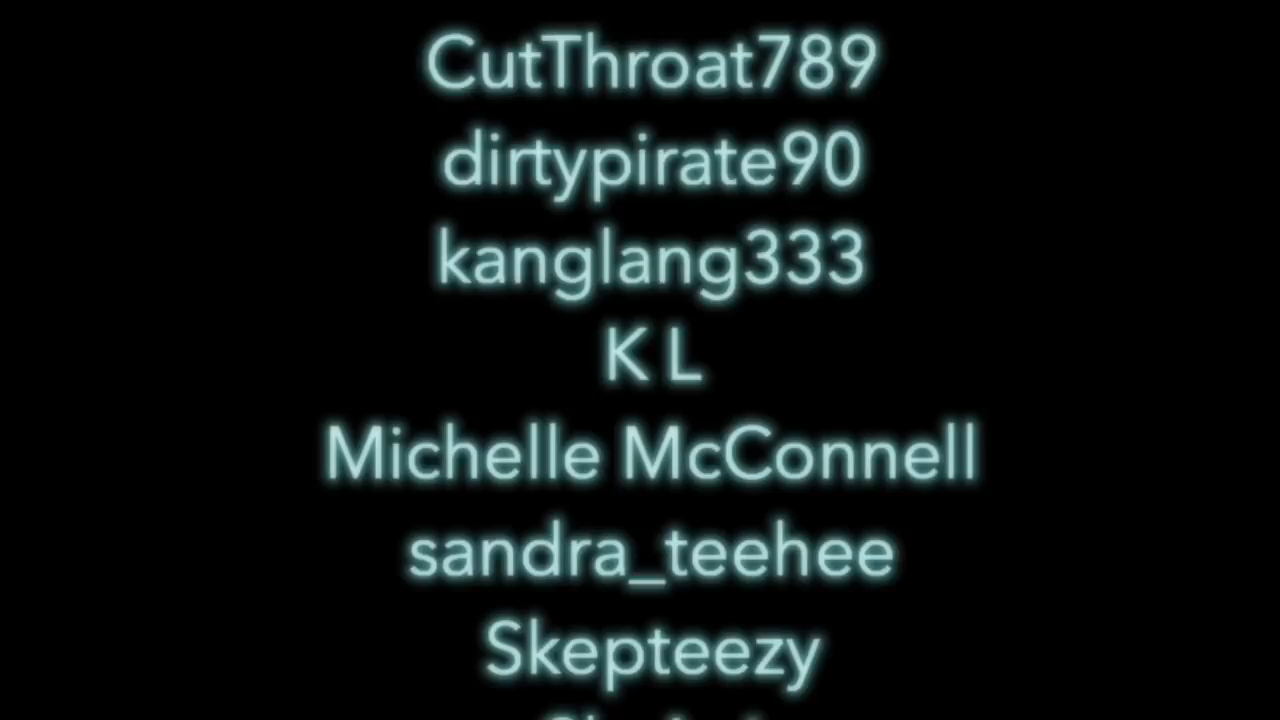 CutThroat789
dirtypirate90
kanglang333
K L
Michelle McConnell
sandra_teehee
Skepteezy